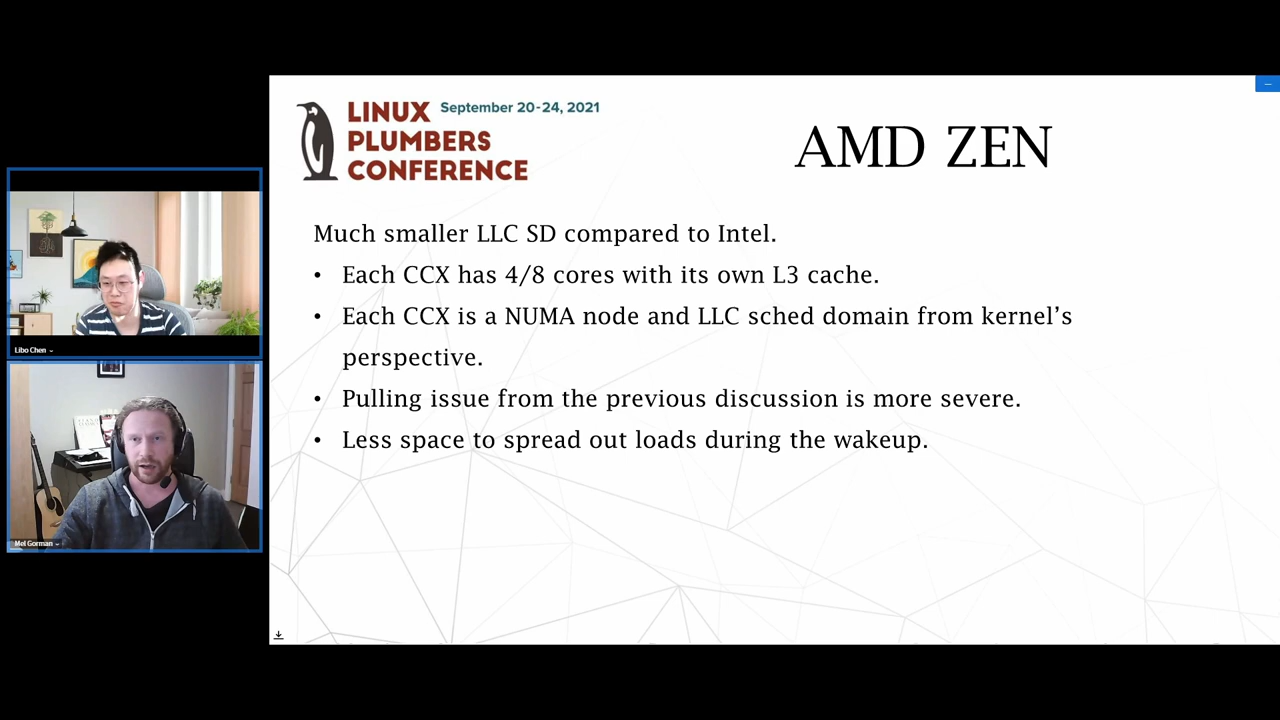 LINUX September 20-24, 2021
PLUMBERS
CONFERENCE
AMD ZEN
Much smaller LLC SD compared to Intel.
• Each CCX has 4/8 cores with its own L3 cache.
• Each CCX is a NUMA node and LLC sched domain from kernel’s
perspective.
• Pulling issue from the previous discussion is more severe.
• Less space to spread out loads during the wakeup.
Libo Chen
Mel Gorman